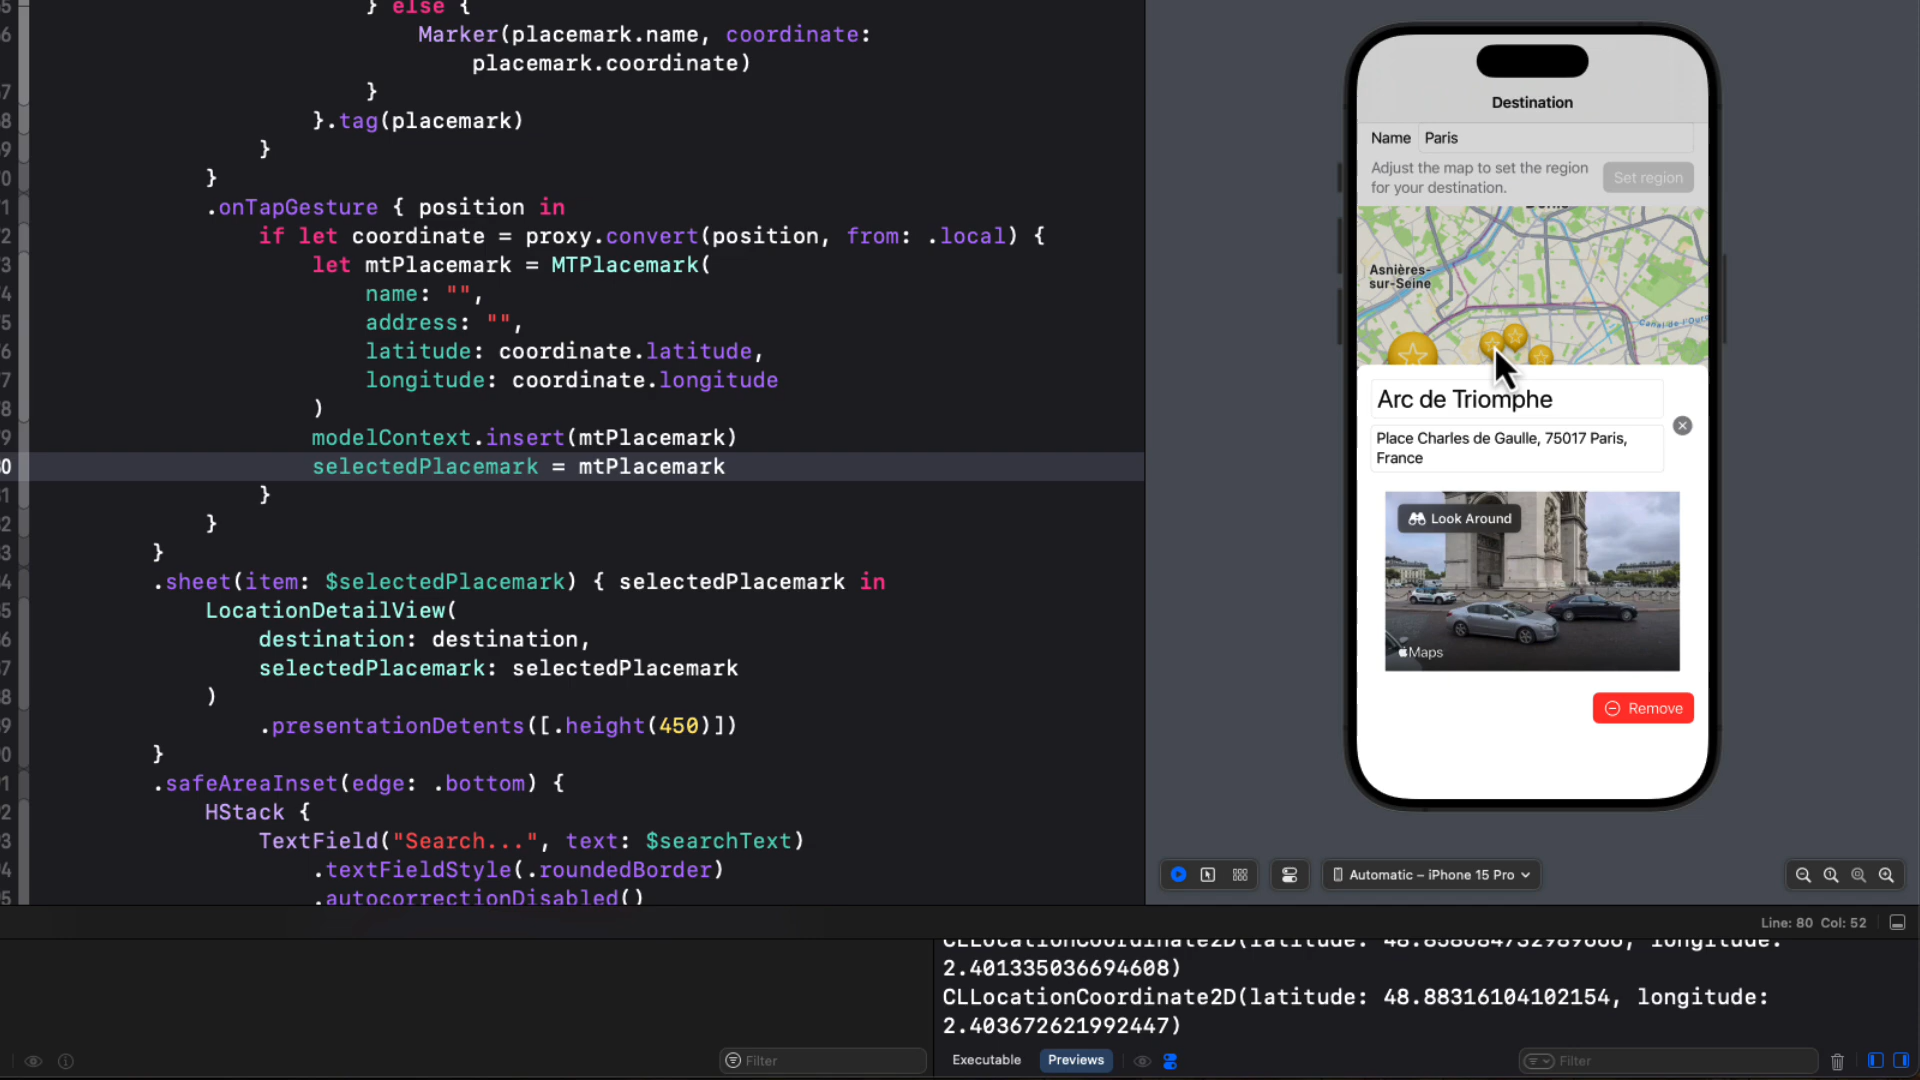 } else {
Marker(placemark.name, coordinate:
placemark.coordinate)
}
}.tag(placemark)
}
}
.onTapGesture { position in
if let coordinate = proxy.convert(position, from: .local) {
let mtPlacemark = MTPlacemark(
name: "",
address: "",
latitude: coordinate.latitude,
longitude: coordinate.longitude
)
modelContext.insert(mtPlacemark)
selectedPlacemark = mtPlacemark
}
}
}
.sheet(item: $selectedPlacemark) { selectedPlacemark in
LocationDetailView(
destination: destination,
selectedPlacemark: selectedPlacemark
)
.presentationDetents([.height(450)])
}
.safeAreaInset(edge: .bottom) {
HStack {
TextField("Search...", text: $searchText)
.textFieldStyle(.roundedBorder)
.autocorrectionDisabled()
Destination
Name Paris
Adjust the map to set the region
for your destination.
Set region
Asnières-
sur-Seine
Canal de l'Ourc
Arc de Triomphe
Place Charles de Gaulle, 75017 Paris,
France
Look Around
Maps
Remove
Automatic – iPhone 15 Pro
Line: 80 Col: 52
2.401335036694608)
CLLocationCoordinate2D(latitude: 48.88316104102154, longitude:
2.403672621992447)
Filter
Executable
Previews
Filter